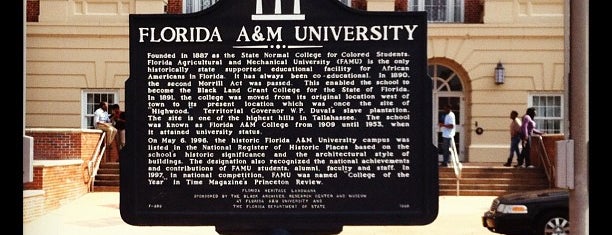 FLORIDA A&M UNIVERSITY
Founded in 1887 as the State Normal College for Colored Students,
Florida Agricultural and Mechanical University (FAMU) is the only
historically state supported educational facility for African
Americans in Florida. It has always been co-educational. In 1890,
the second Morrill Act was passed. This enabled the school to
become the Black Land Grant College for the State of Florida.
In 1891, the college was moved from its original location west of
town to its present location which was once the site of
"Highwood," Territorial Governor W.P. Duval's slave plantation.
The site is one of the highest hills in Tallahassee. The school
was known as Florida A&M College from 1909 until 1953, when
it attained university status.
On May 6, 1996, the historic Florida A&M University campus was
listed in the National Register of Historic Places based on the
school's historic significance and the architectural style of
buildings. The designation also recognized the national achievements
and contributions of FAMU students, alumni, faculty and staff. In
1997, in national competition, FAMU was named "College of the
Year" in Time Magazine's Princeton Review.
FLORIDA HERITAGE LANDMARK
SPONSORED BY THE BLACK ARCHIVES RESEARCH CENTER AND MUSEUM
AT FLORIDA A&M UNIVERSITY AND
THE FLORIDA DEPARTMENT OF STATE